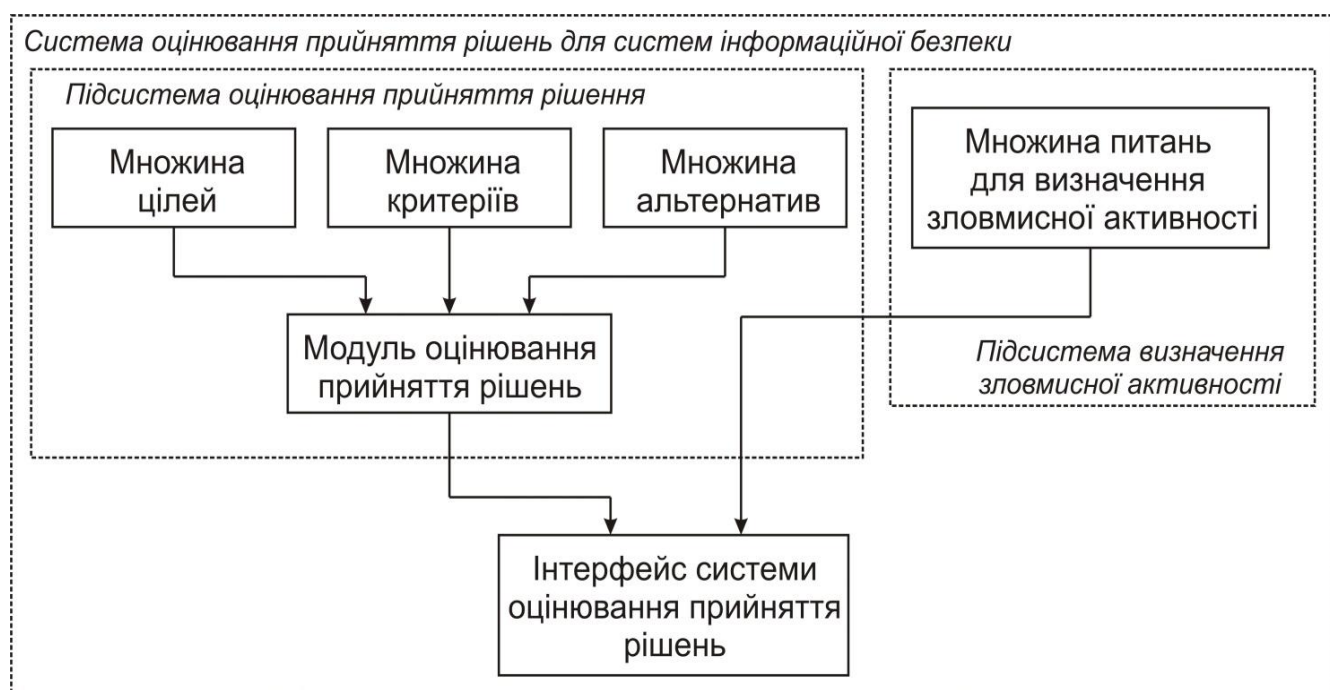 Система оцінювання прийняття рішень для систем інформаційної безпеки
Підсистема оцінювання прийняття рішення
Множина
цілей
Множина
критеріїв
Множина
альтернатив
Множина питань
для визначення
зловмисної активності
Модуль оцінювання
прийняття рішень
Підсистема визначення
зловмисної активності
Інтерфейс системи
оцінювання прийняття
рішень